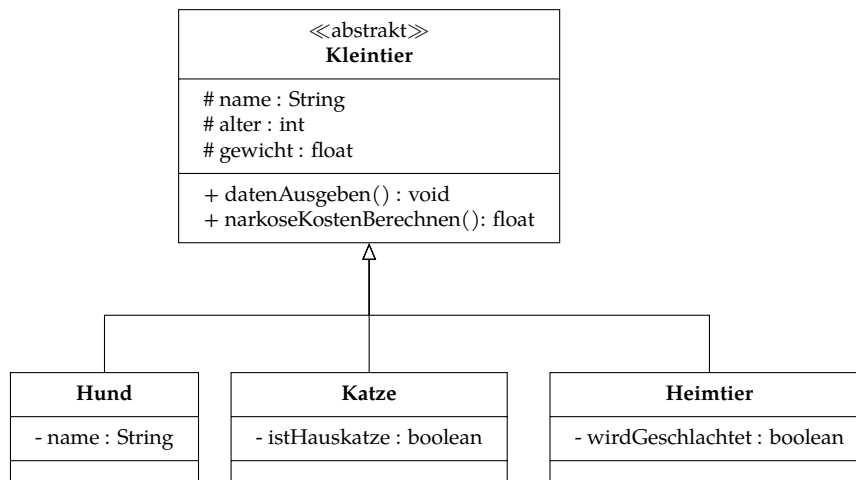 ≪abstrakt≫
Kleintier
# name : String
# alter : int
# gewicht : float
+ datenAusgeben() : void
+ narkoseKostenBerechnen(): float
Hund
- name : String
Katze
- istHauskatze : boolean
Heimtier
- wirdGeschlachtet : boolean